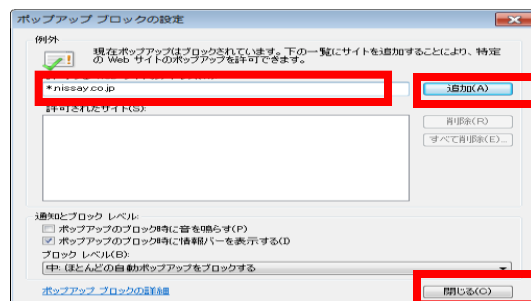 ポップアップ ブロックの設定
例外
現在ポップアップはブロックされています。下の一覧にサイトを追加することにより、特定
の Web サイトのポップアップを許可できます。
*.nissay.co.jp
追加(A)
許可されたサイト(S):
削除(R)
すべて削除(E)...
通知とブロック レベル:
ポップアップのブロック時に音を鳴らす(P)
ポップアップのブロック時に情報バーを表示する(I)
ブロック レベル(B):
中: ほとんどの自動ポップアップをブロックする
ポップアップ ブロックの詳細
閉じる(C)